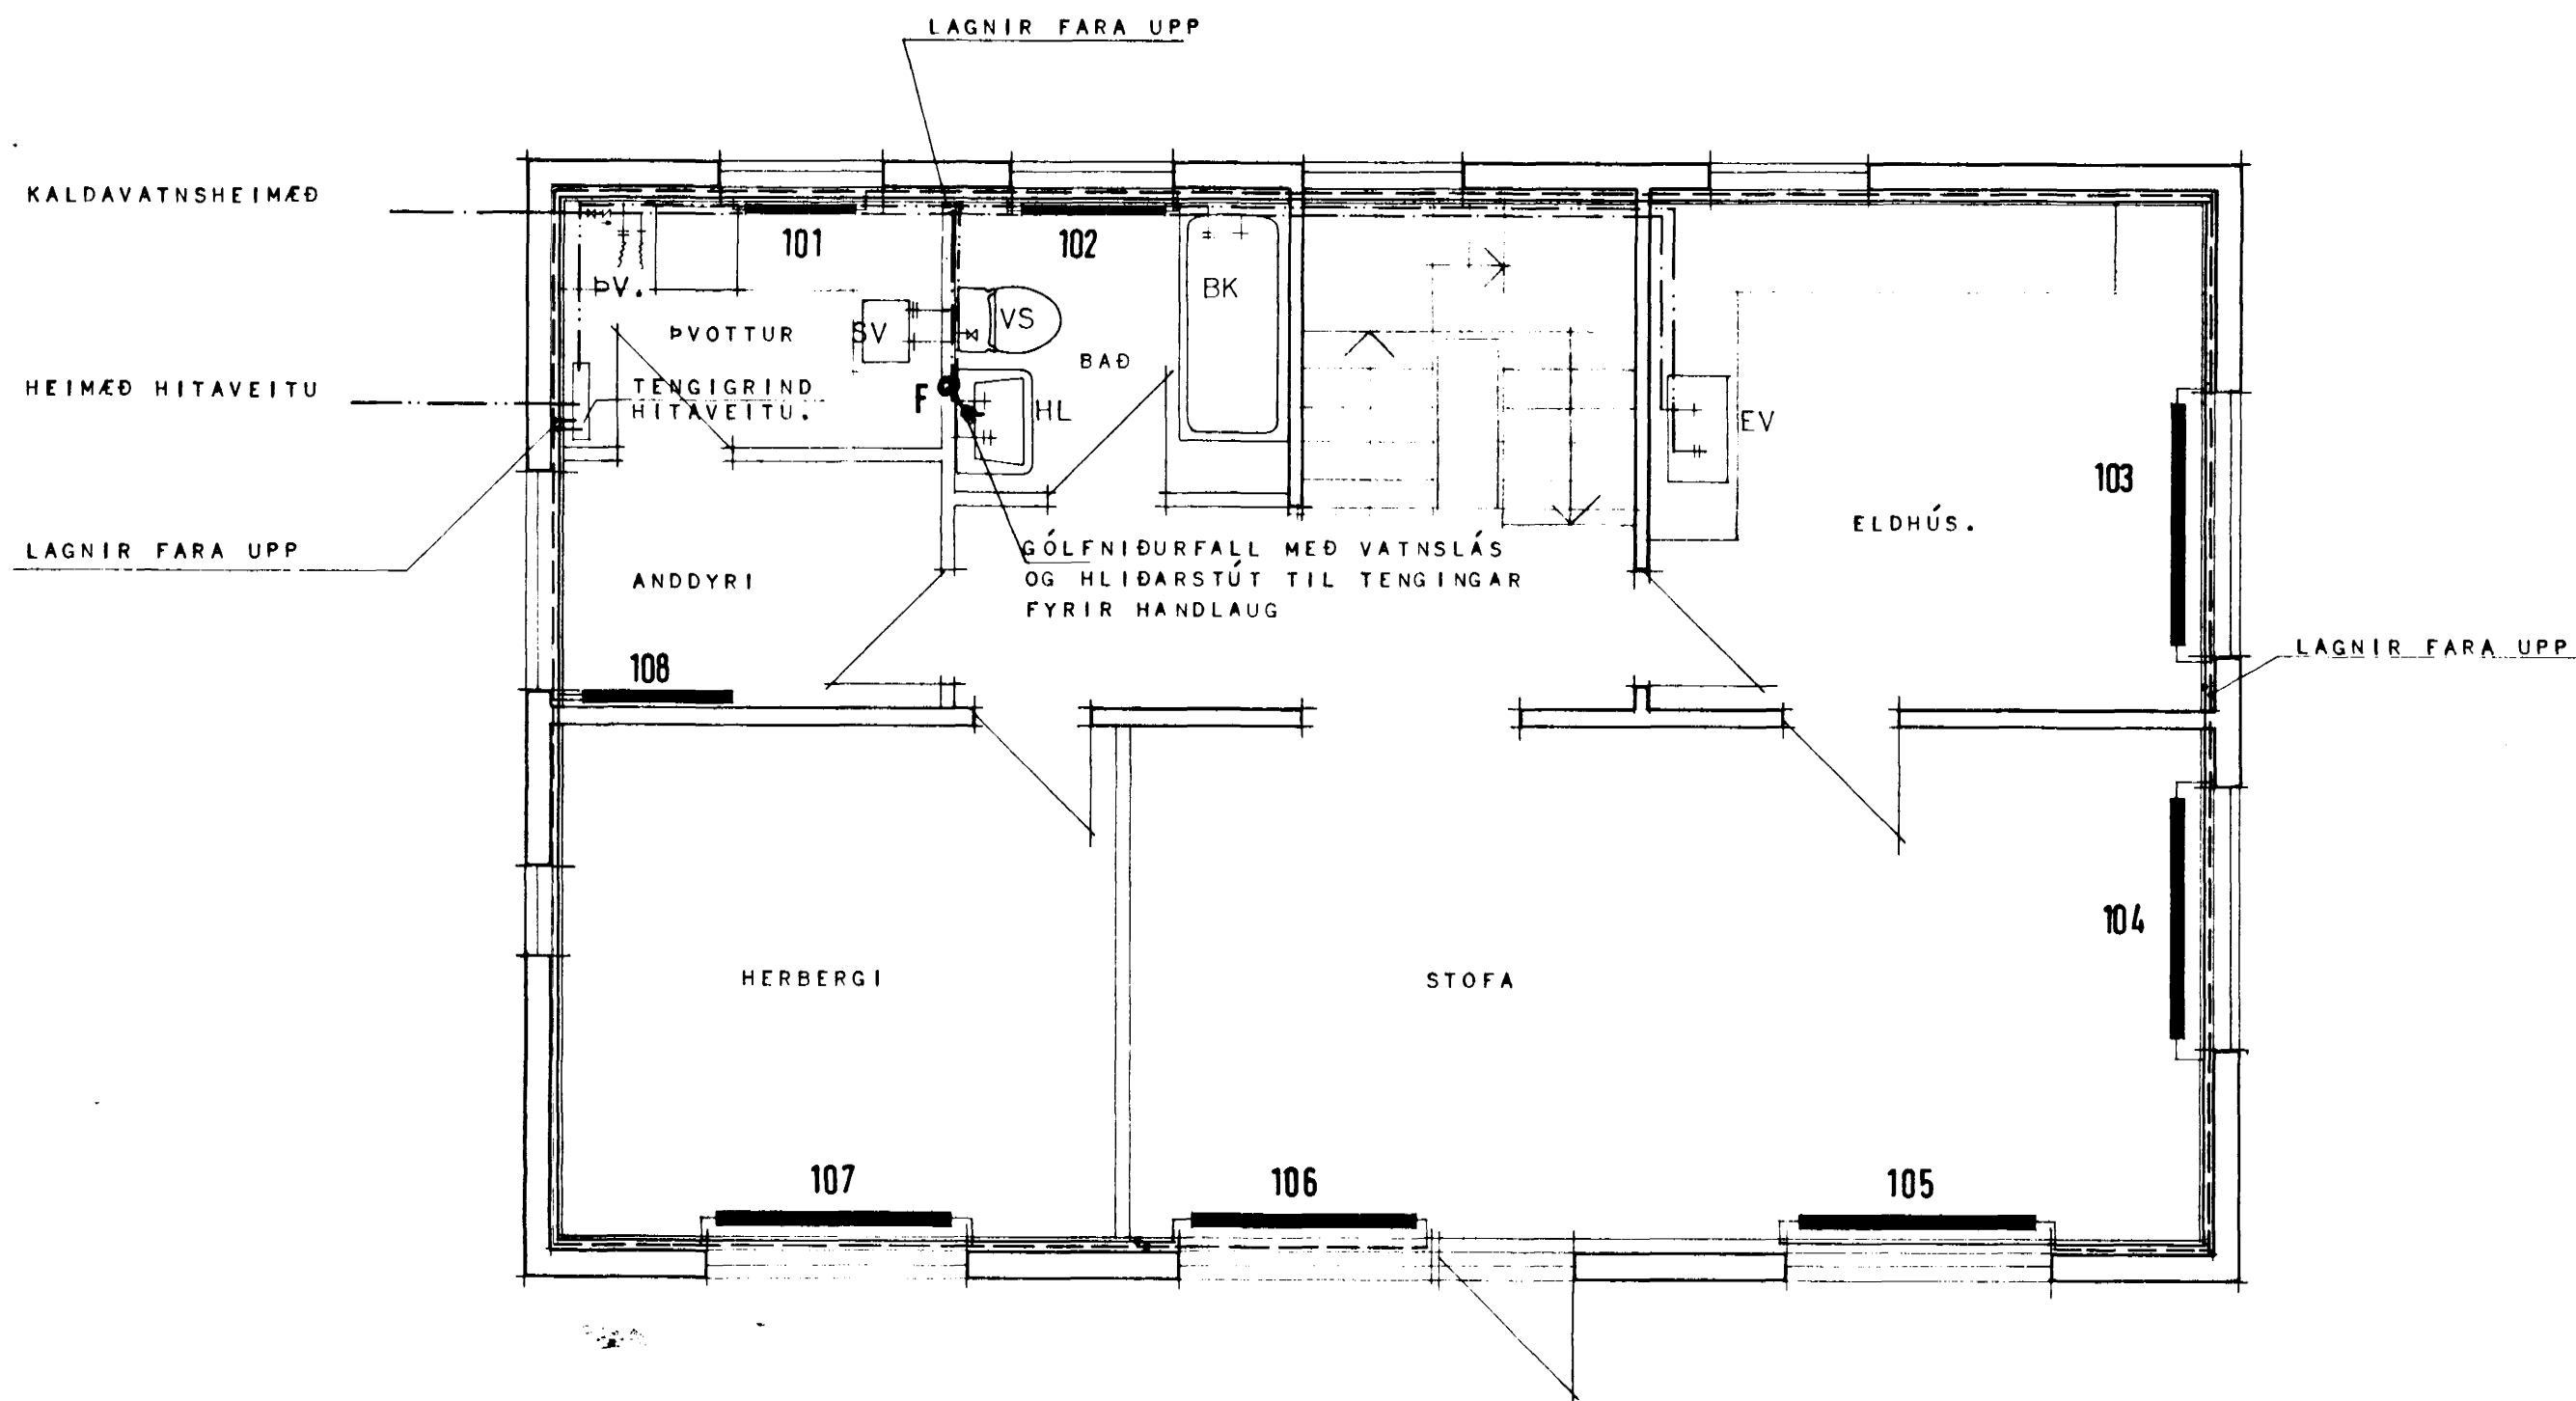 LAGNIR FARA UPP
KALDAVATNSHEIMÆÐ
101
102
ÞV.
BK
VS
ÞVOTTUR
SV
BAÐ
HEIMÆÐ HITAVEITU
TENGIGRIND
HITAVEITU.
F
HL
EV
103
LAGNIR FARA UPP
ELDHÚS.
GÓLFNIÐURFALL MEÐ VATNSLÁS
OG HLIÐARSTÚT TIL TENGINGAR
FYRIR HANDLAUG
ANDDYRI
LAGNIR FARA UPP
108
104
HERBERGI
STOFA
107
106
105